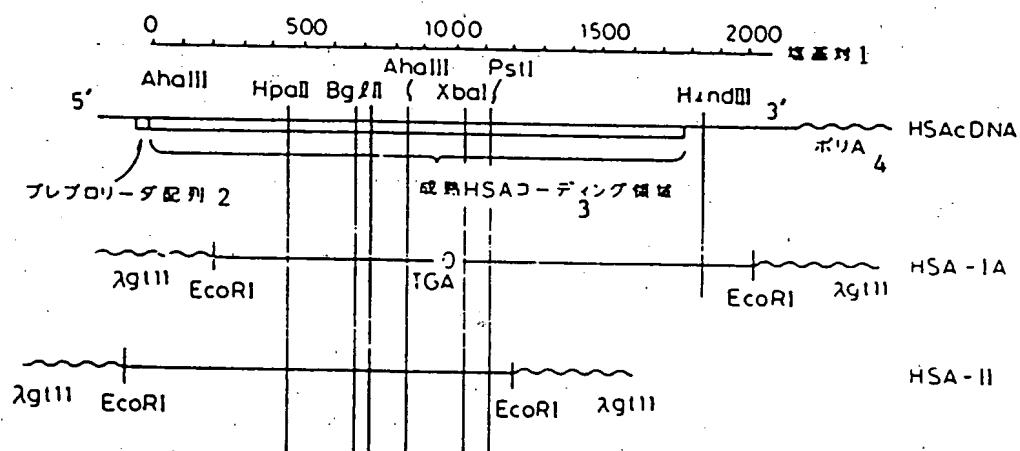 0 500 1000 1500 2000
塩基対 1
AhaIII HpaII BglII AhaIII XbaI PstI HindIII
5' 3' HSAcDNA
ポリA 4
プレプロリーダ配列 2
成熟HSAコーディング領域
3
λgt11 EcoRI TGA EcoRI λgt11 HSA-IA
λgt11 EcoRI EcoRI λgt11 HSA-II